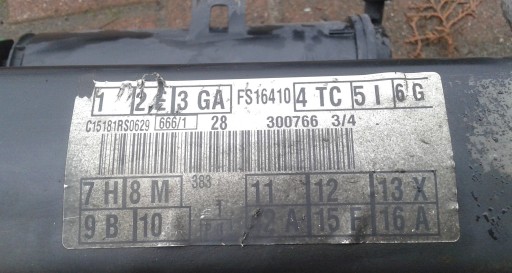 1 2 E 3 GA FS16410 4 TC 5 I 6 G
C15181RS0629 666/1 28 300766 3/4
7 H 8 M 383 11 12 13 X
9 B 10 1 A 15 16 A